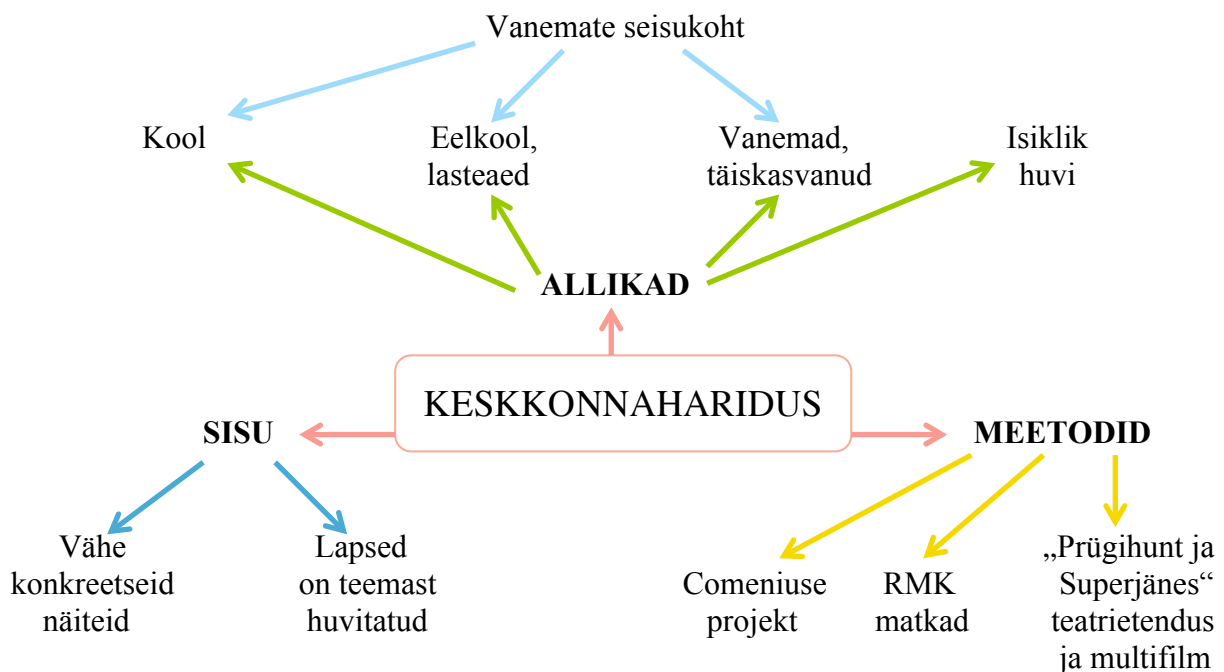 Vanemate seisukoht
Kool
Eelkool,
lasteaed
Vanemad,
täiskasvanud
Isiklik
huvi
ALLIKAD
KESKKONNAHARIDUS
SISU
MEETODID
Vähe
konkreetseid
näiteid
Lapsed
on teemast
huvitatud
Comeniuse
projekt
RMK
matkad
„Prügihunt ja
Superjänes“
teatrietendus
ja multifilm